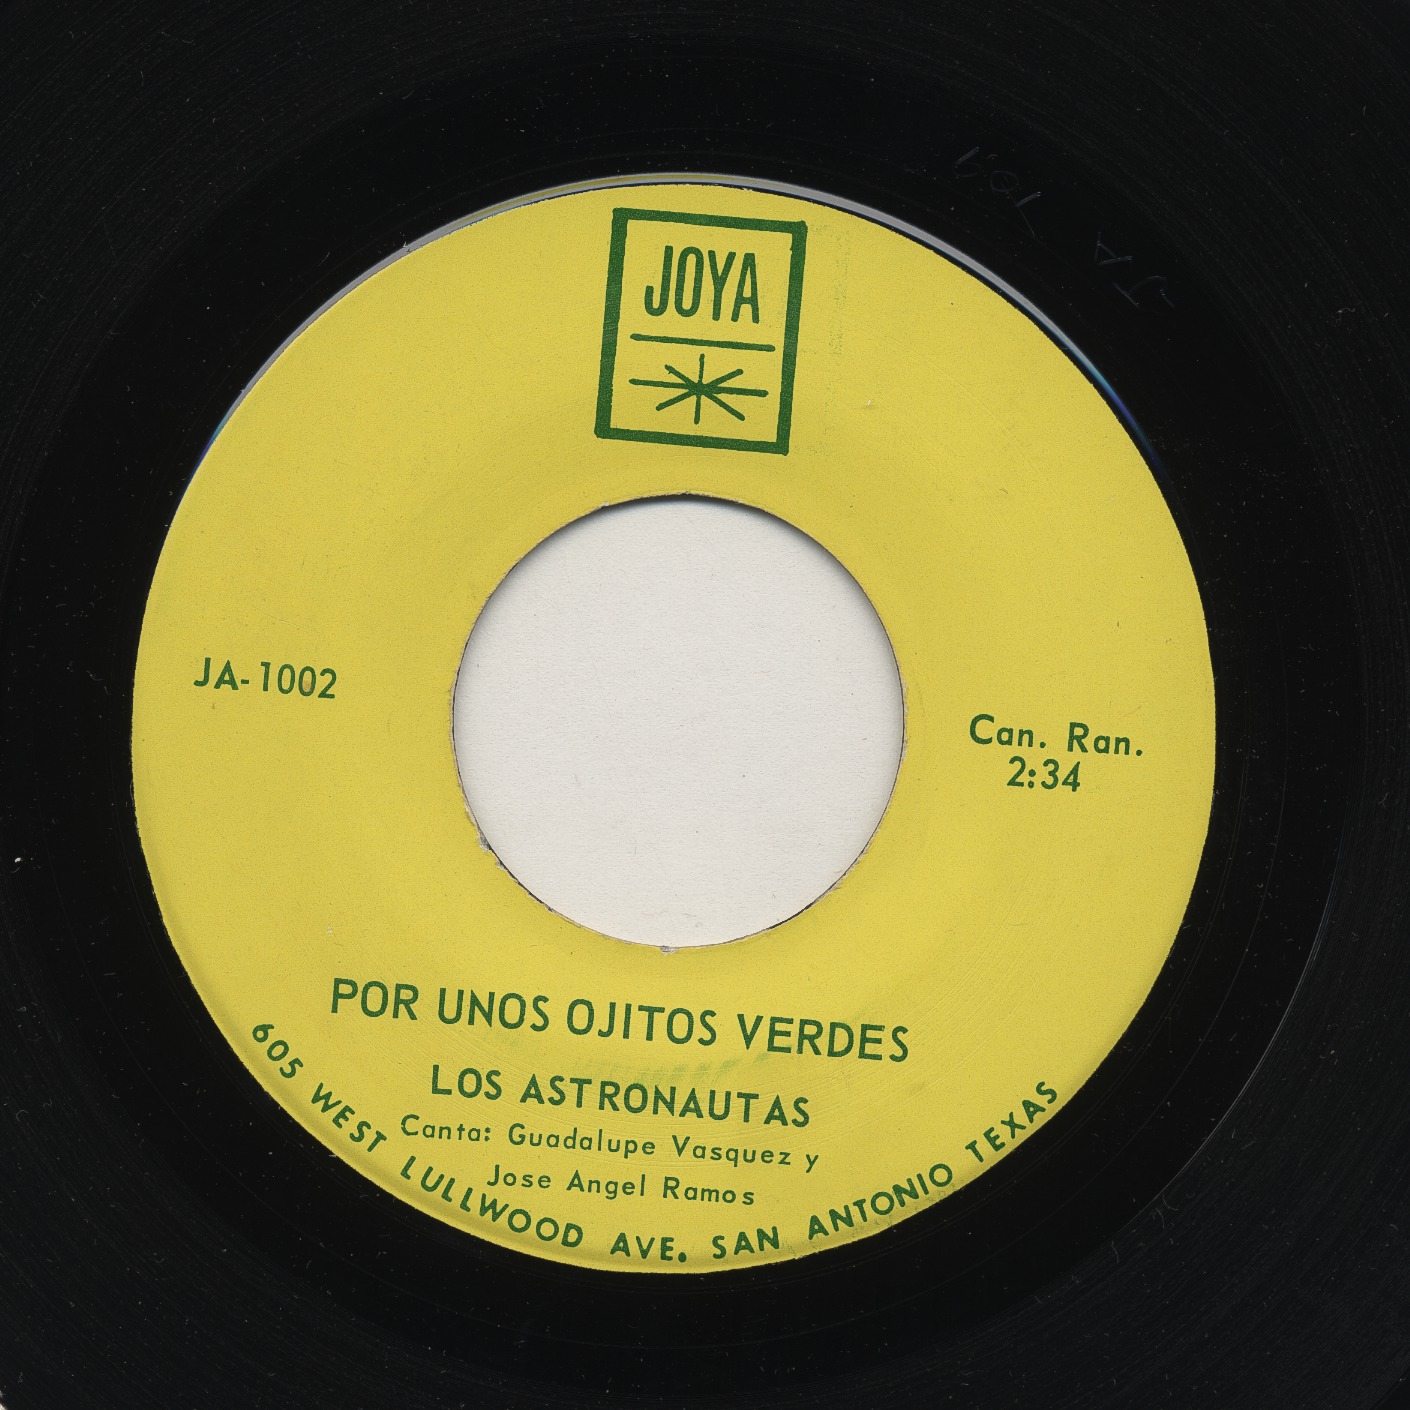 JOYA
JA-1002
Can. Ran.
2:34
POR UNOS OJITOS VERDES
LOS ASTRONAUTAS
Canta: Guadalupe Vasquez y
Jose Angel Ramos
605 WEST LULLWOOD AVE. SAN ANTONIO TEXAS